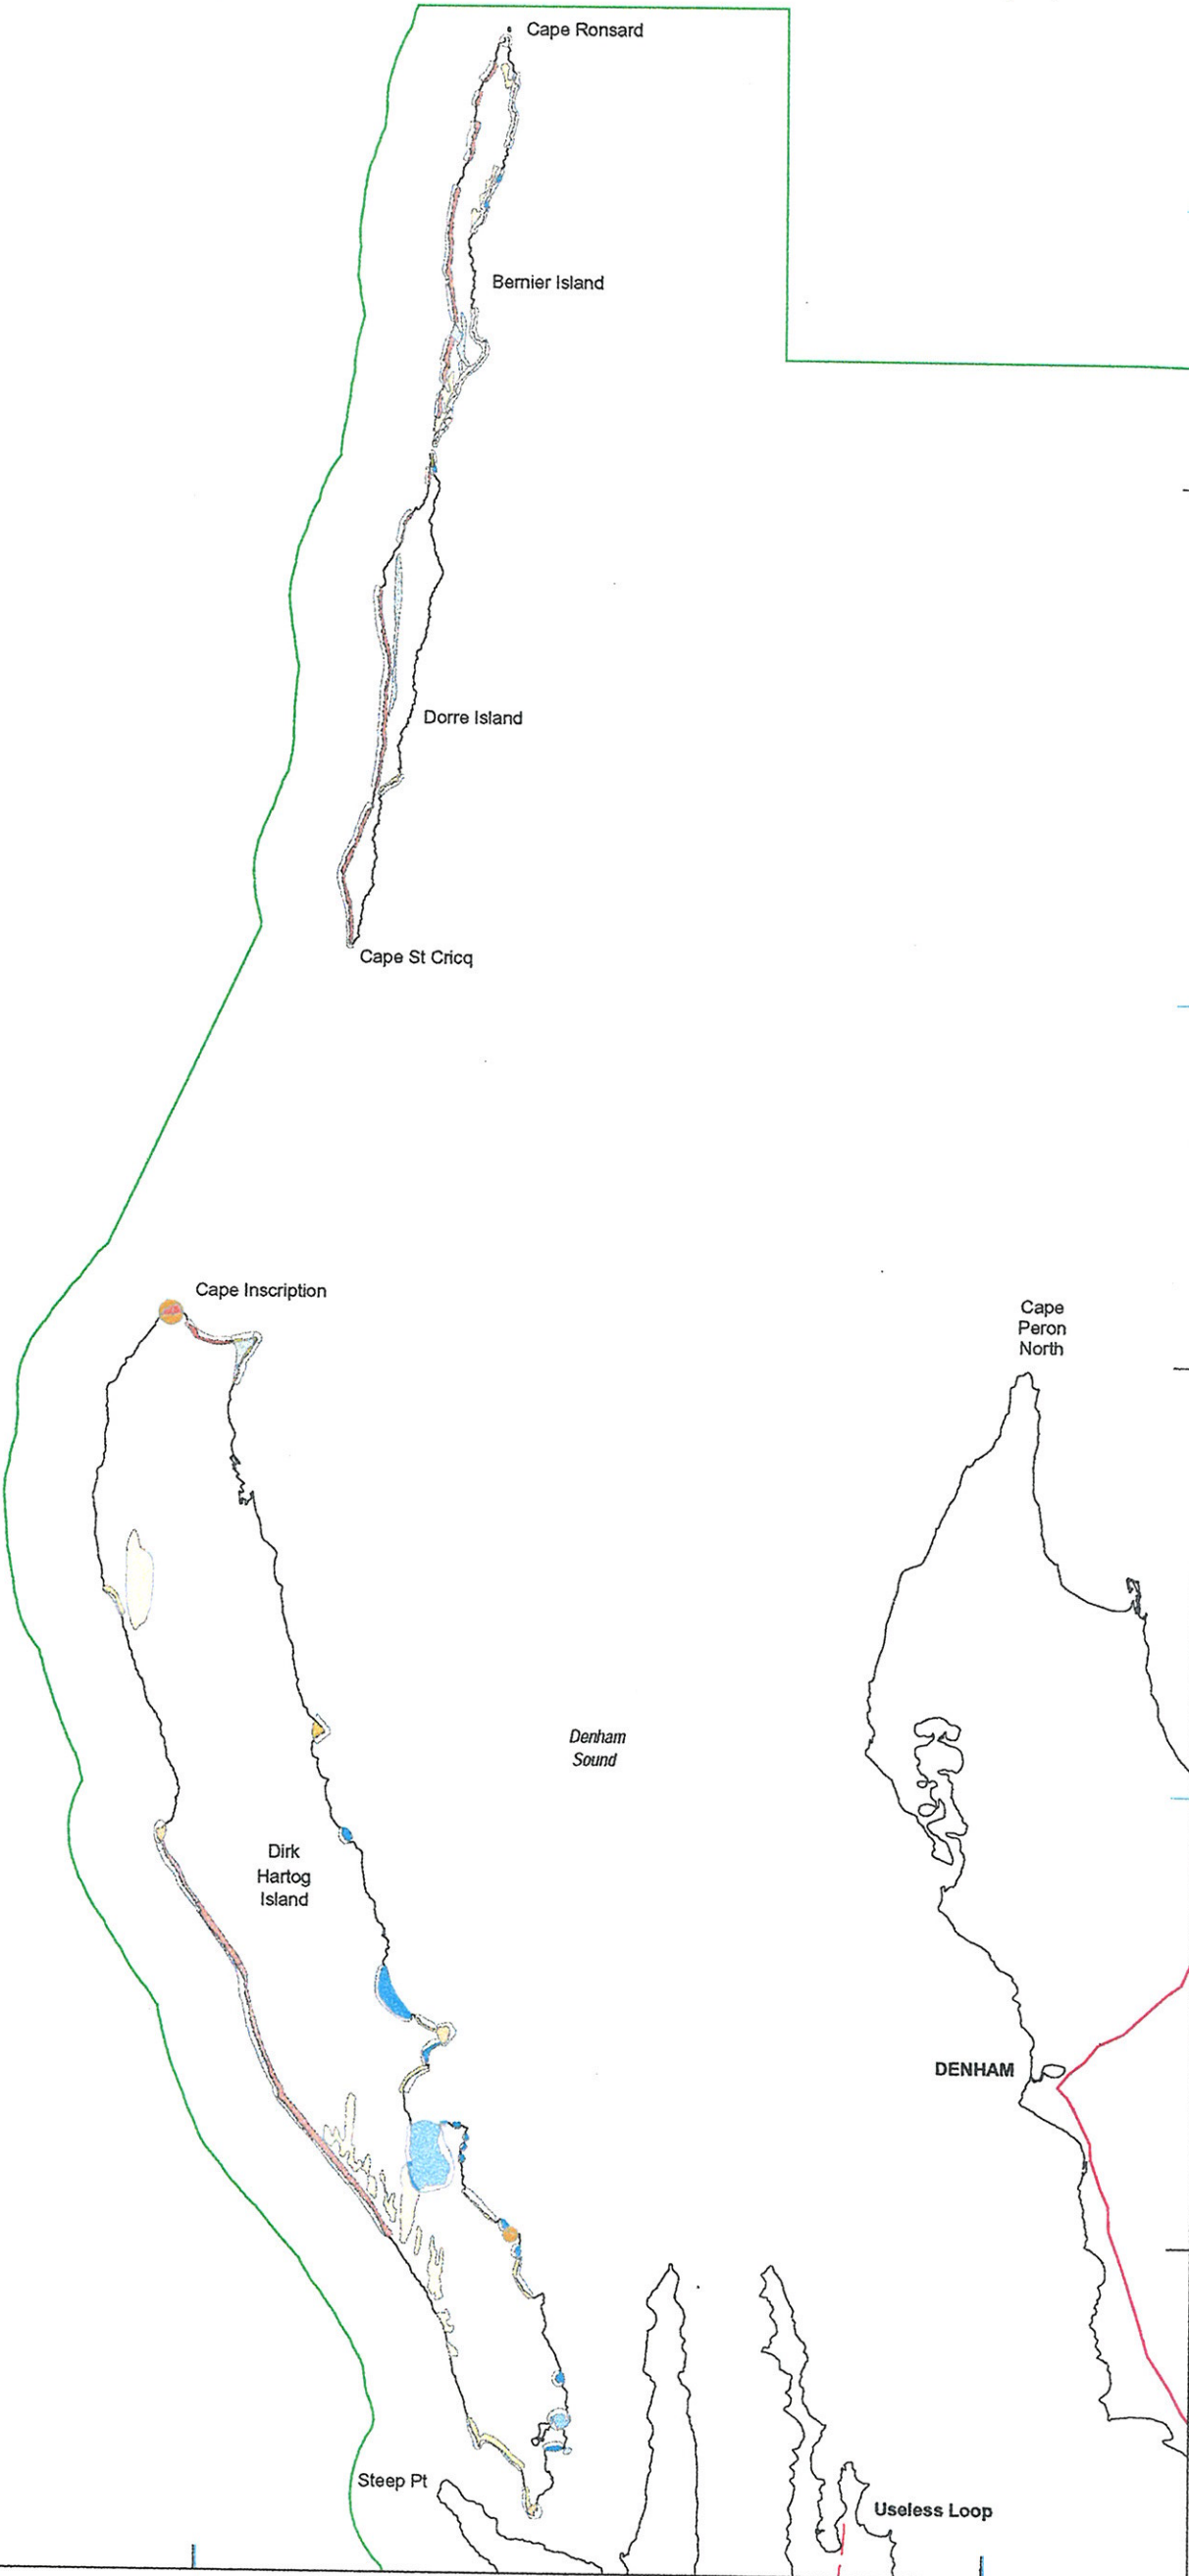 Cape Ronsard
Bernier Island
Dorre Island
Cape St Cricq
Cape Inscription
Cape
Peron
North
Denham
Sound
Dirk
Hartog
Island
DENHAM
Steep Pt
Useless Loop